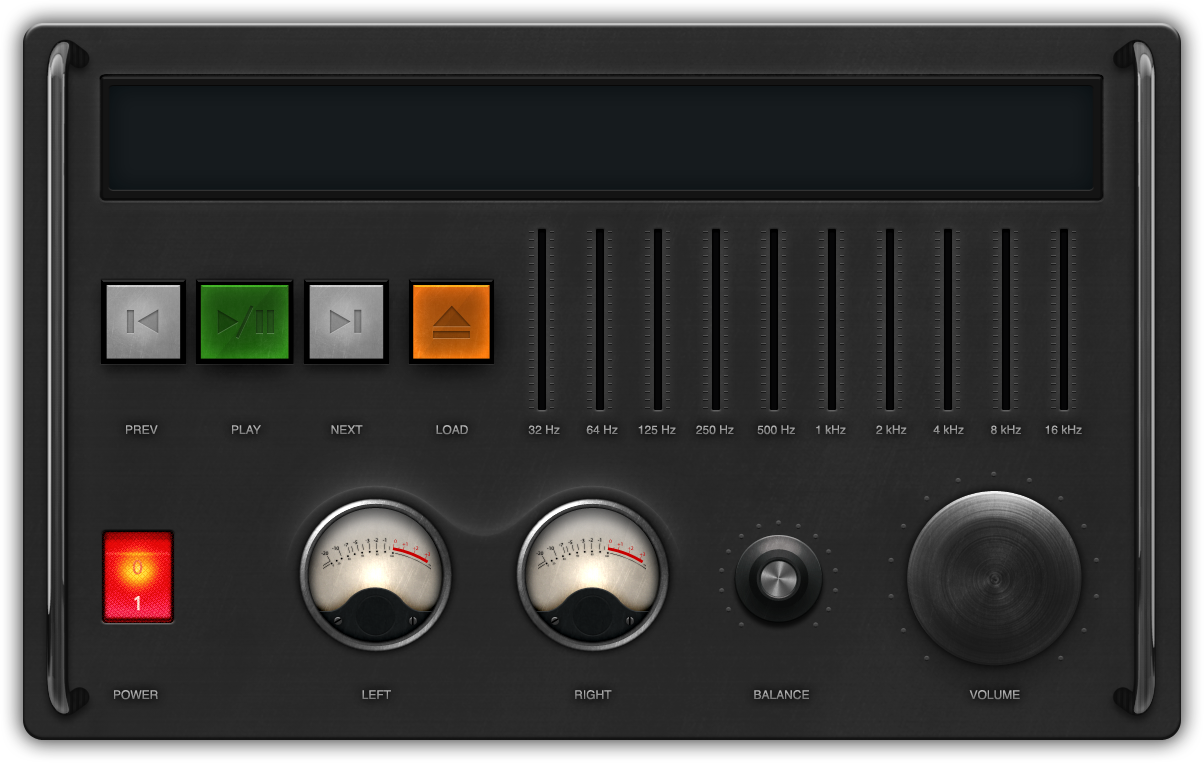 PREV PLAY NEXT LOAD 32 Hz 64 Hz 125 Hz 250 Hz 500 Hz 1 kHz 2 kHz 4 kHz 8 kHz 16 kHz
0
1
POWER LEFT RIGHT BALANCE VOLUME